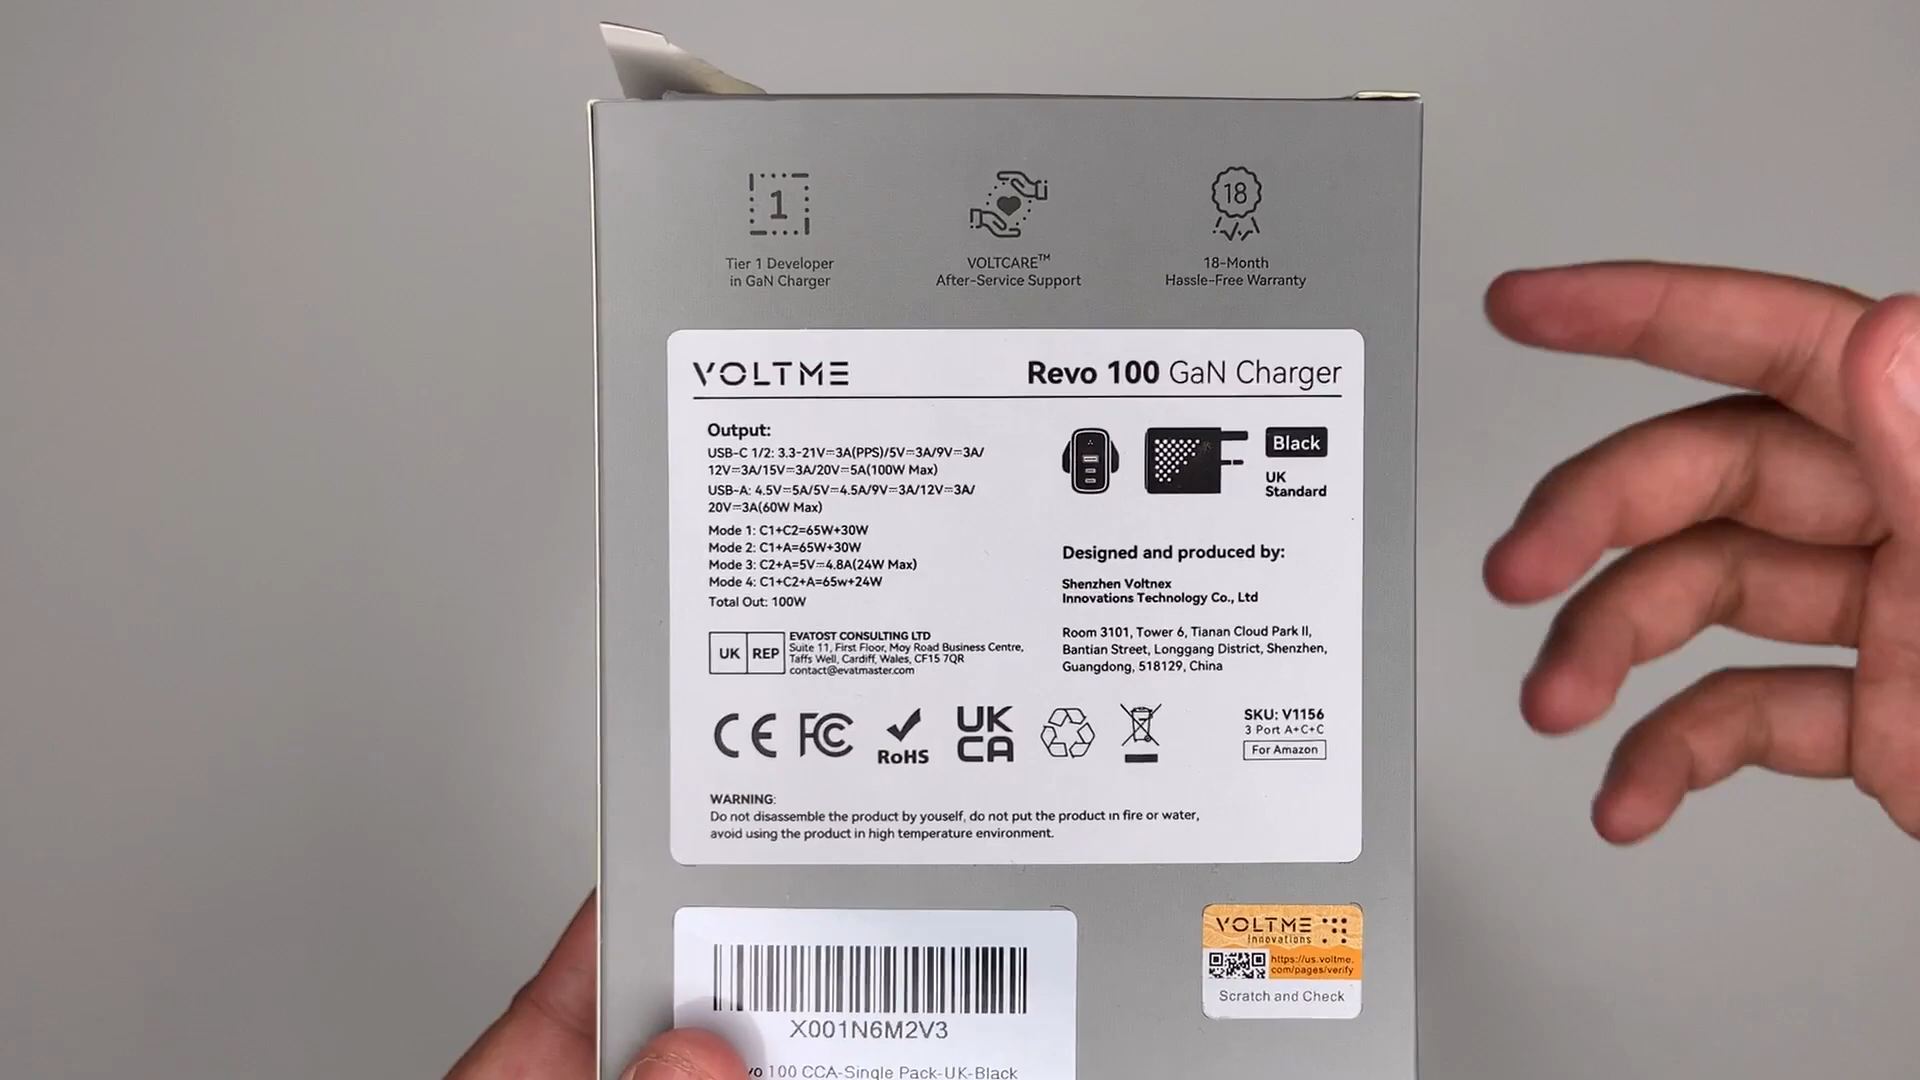 1
18
Tier 1 Developer
in GaN Charger
VOLTCARE™
After-Service Support
18-Month
Hassle-Free Warranty
VOLTME
Revo 100 GaN Charger
Output:
USB-C 1/2: 3.3-21V⎓3A(PPS)/5V⎓3A/9V⎓3A/
12V⎓3A/15V⎓3A/20V⎓5A(100W Max)
USB-A: 4.5V⎓5A/5V⎓4.5A/9V⎓3A/12V⎓3A/
20V⎓3A(60W Max)
Mode 1: C1+C2=65W+30W
Mode 2: C1+A=65W+30W
Mode 3: C2+A=5V⎓4.8A(24W Max)
Mode 4: C1+C2+A=65w+24W
Total Out: 100W
Black
UK
Standard
Designed and produced by:
Shenzhen Voltnex
Innovations Technology Co., Ltd
Room 3101, Tower 6, Tianan Cloud Park II,
Bantian Street, Longgang District, Shenzhen,
Guangdong, 518129, China
UK REP
EVATOST CONSULTING LTD
Suite 11, First Floor, Moy Road Business Centre,
Taffs Well, Cardiff, Wales, CF15 7QR
contact@evatmaster.com
CE FC RoHS UK CA
SKU: V1156
3 Port A+C+C
For Amazon
WARNING:
Do not disassemble the product by youself, do not put the product in fire or water,
avoid using the product in high temperature environment.
X001N6M2V3
vo 100 CCA-Single Pack-UK-Black
VOLTME
Innovations
https://us.voltme.
com/pages/verify
Scratch and Check